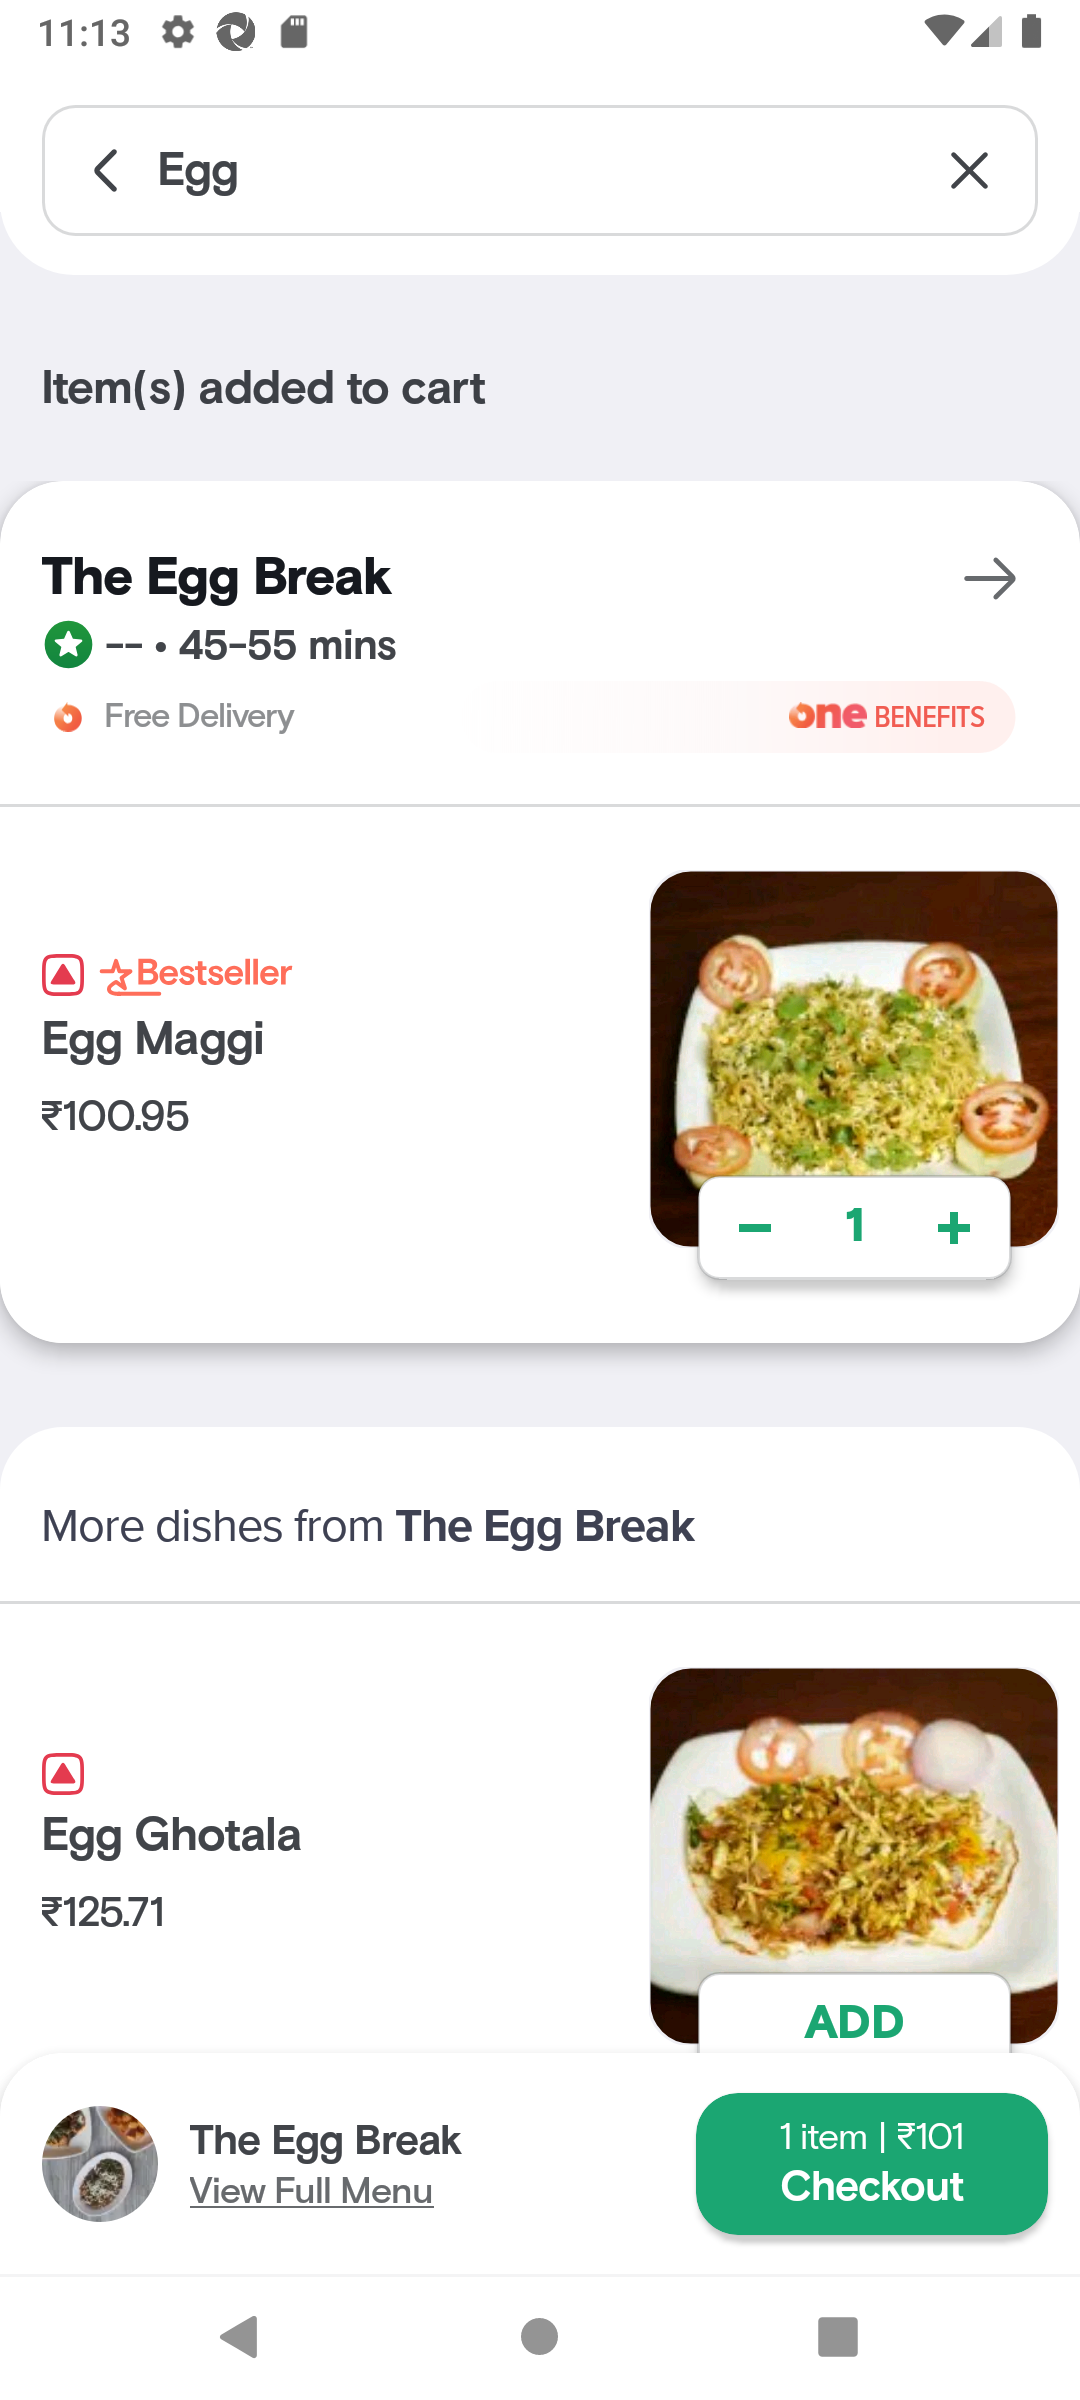 11:13
Egg
Item(s) added to cart
The Egg Break
-- • 45-55 mins
Free Delivery
one BENEFITS
Bestseller
Egg Maggi
₹100.95
1
More dishes from The Egg Break
Egg Ghotala
₹125.71
ADD
The Egg Break
View Full Menu
1 item | ₹101
Checkout